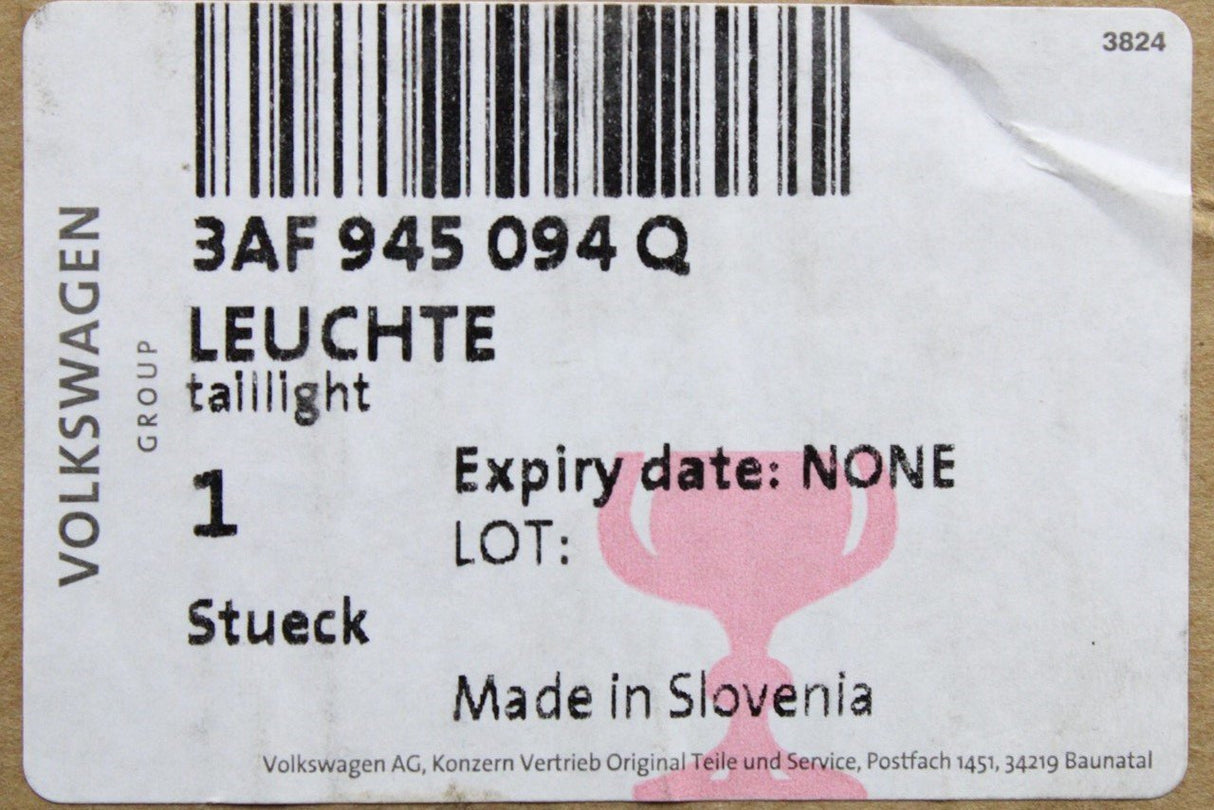 3824
3AF 945 094 Q
LEUCHTE
taillight
VOLKSWAGEN
GROUP
1
Expiry date: NONE
LOT:
Stueck
Made in Slovenia
Volkswagen AG, Konzern Vertrieb Original Teile und Service, Postfach 1451, 34219 Baunatal